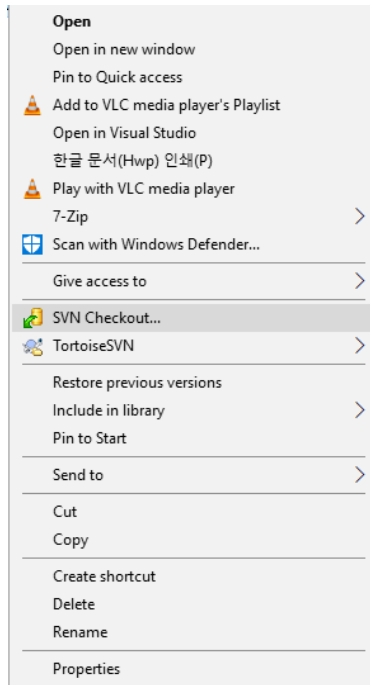 Open
Open in new window
Pin to Quick access
Add to VLC media player's Playlist
Open in Visual Studio
한글 문서(Hwp) 인쇄(P)
Play with VLC media player
7-Zip
Scan with Windows Defender...
Give access to
SVN Checkout...
TortoiseSVN
Restore previous versions
Include in library
Pin to Start
Send to
Cut
Copy
Create shortcut
Delete
Rename
Properties